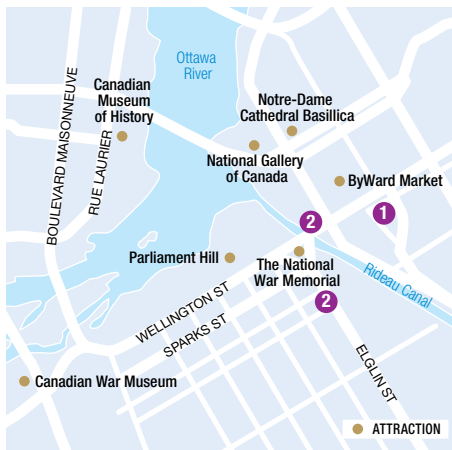 Ottawa
River
Canadian
Museum
of History
Notre-Dame
Cathedral Basillica
BOULEVARD MAISONNEUVE
RUE LAURIER
National Gallery
of Canada
ByWard Market
1
2
Parliament Hill
The National
War Memorial
Rideau Canal
2
WELLINGTON ST
SPARKS ST
ELGLIN ST
Canadian War Museum
ATTRACTION